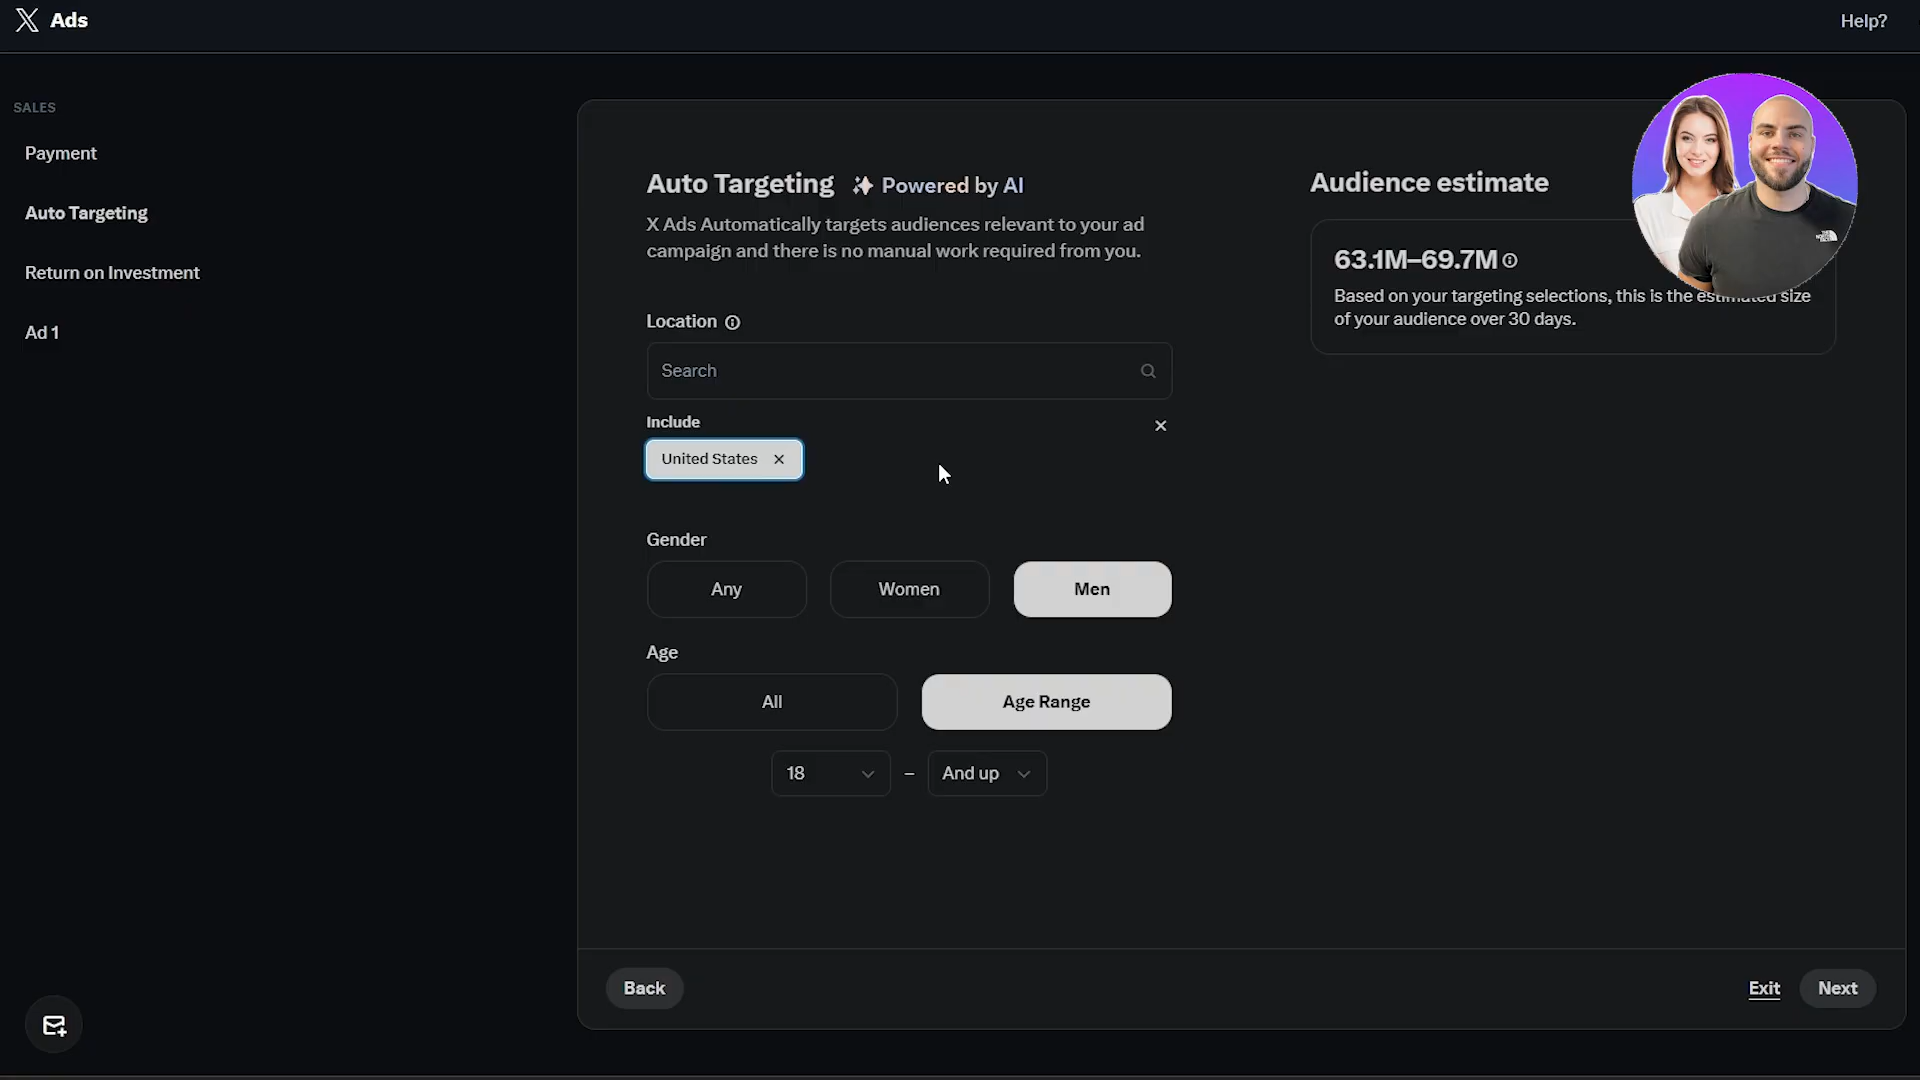 X Ads
Help?
SALES
Payment
Auto Targeting
Return on Investment
Ad 1
Auto Targeting Powered by AI
X Ads Automatically targets audiences relevant to your ad
campaign and there is no manual work required from you.
Location
Search
Include
United States
Gender
Any
Women
Men
Age
All
Age Range
18
–
And up
Audience estimate
63.1M–69.7M
Based on your targeting selections, this is the estimated size
of your audience over 30 days.
Back
Exit
Next